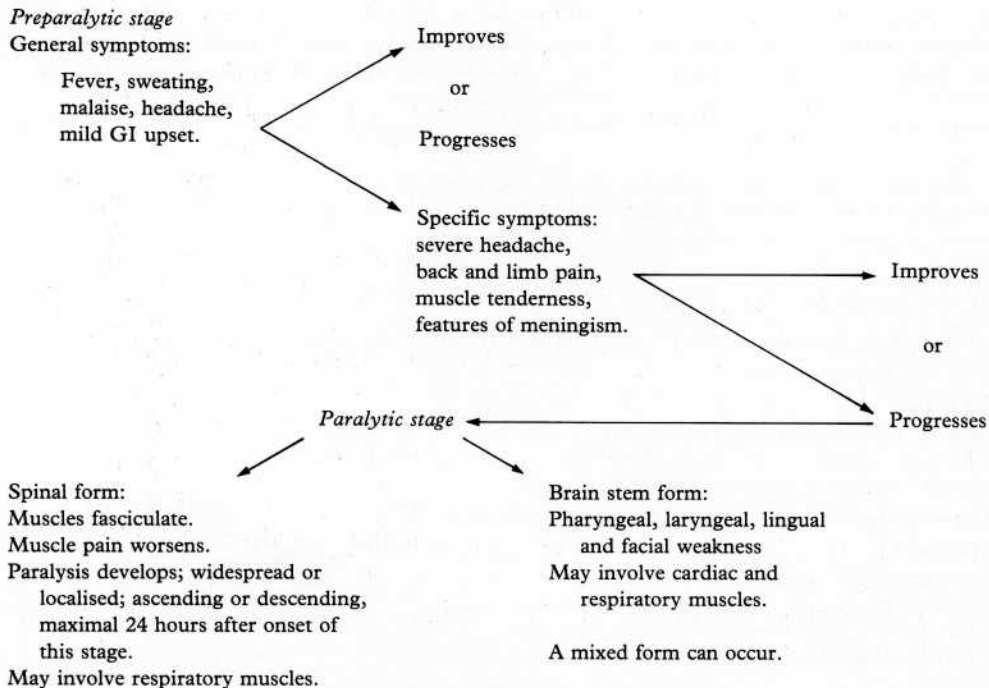 Preparalytic stage
General symptoms:
Fever, sweating,
malaise, headache,
mild GI upset.
Improves
or
Progresses
Specific symptoms:
severe headache,
back and limb pain,
muscle tenderness,
features of meningism.
Improves
or
Progresses
Paralytic stage
Spinal form:
Muscles fasciculate.
Muscle pain worsens.
Paralysis develops; widespread or
localised; ascending or descending,
maximal 24 hours after onset of
this stage.
May involve respiratory muscles.
Brain stem form:
Pharyngeal, laryngeal, lingual
and facial weakness
May involve cardiac and
respiratory muscles.
A mixed form can occur.